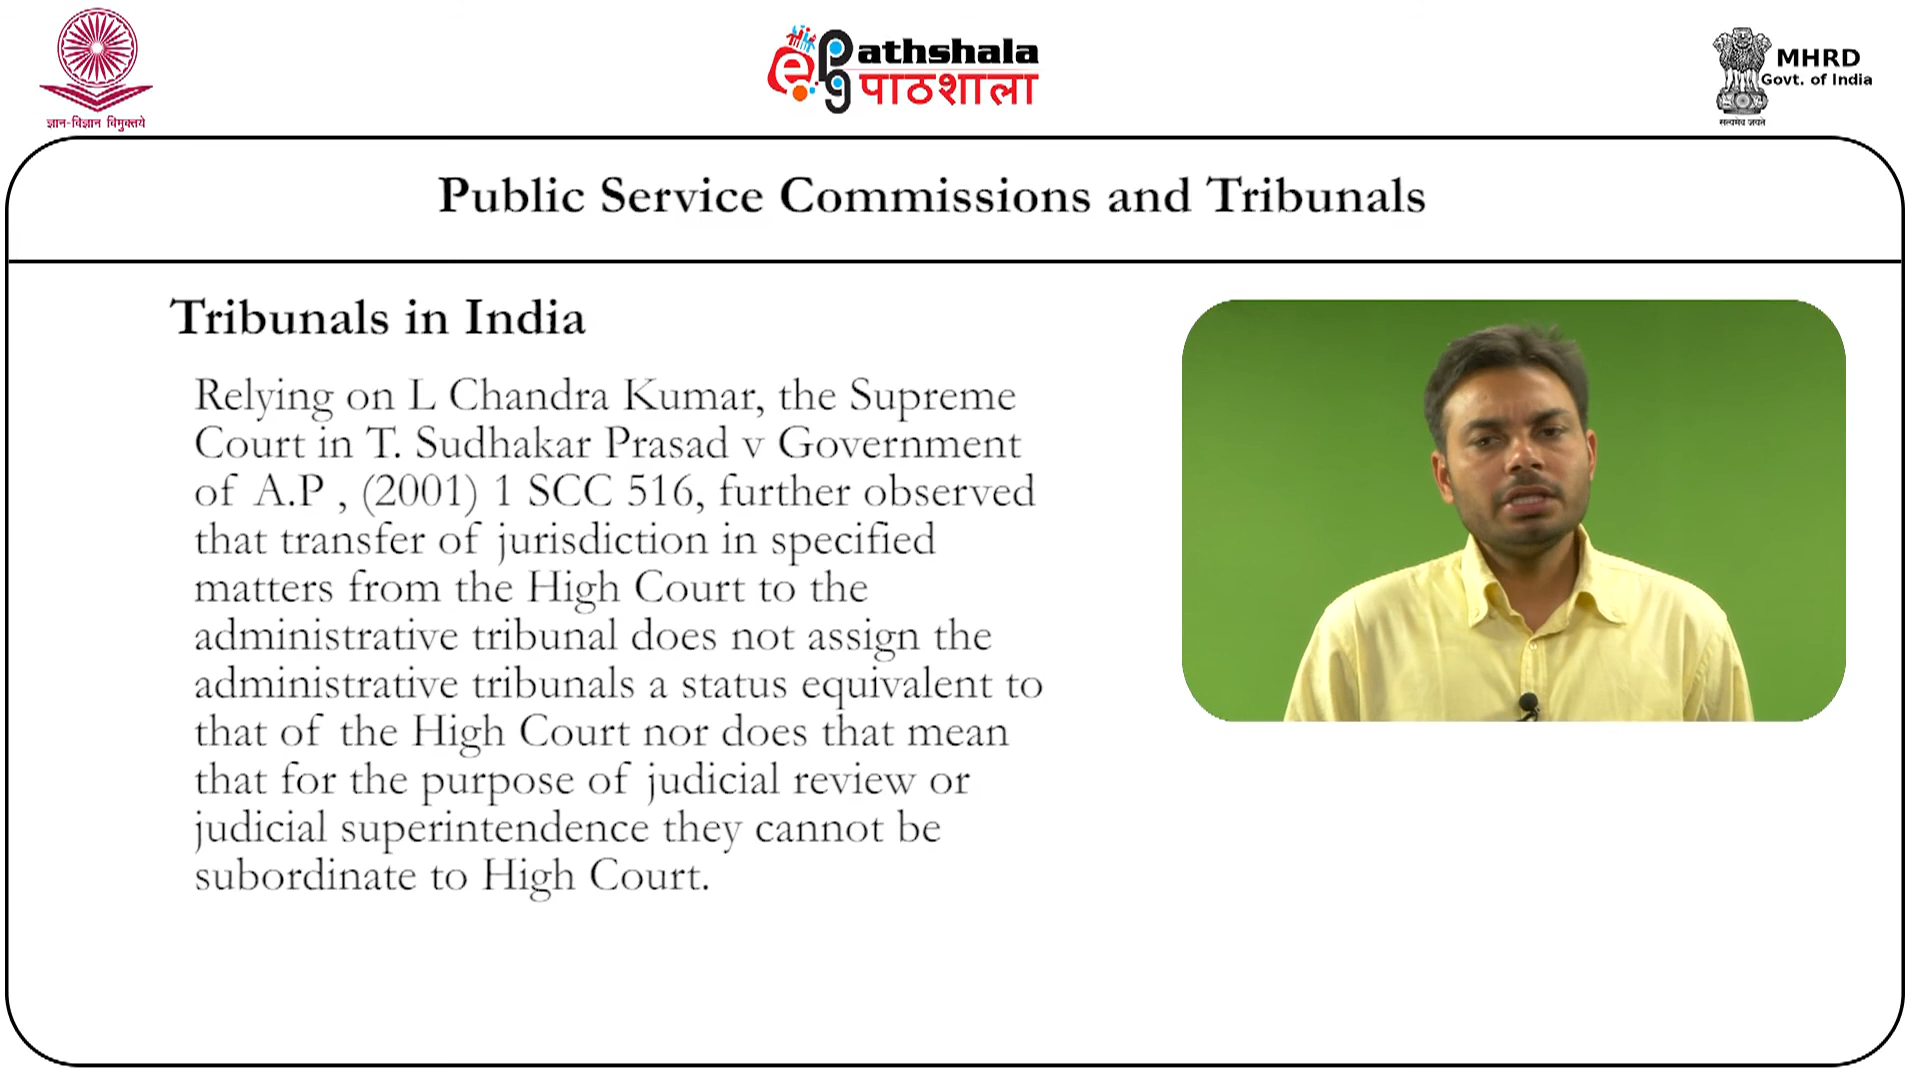 ज्ञान-विज्ञान विमुक्तये
ePathshala
पाठशाला
MHRD
Govt. of India
सत्यमेव जयते
Public Service Commissions and Tribunals
Tribunals in India
Relying on L Chandra Kumar, the Supreme
Court in T. Sudhakar Prasad v Government
of A.P , (2001) 1 SCC 516, further observed
that transfer of jurisdiction in specified
matters from the High Court to the
administrative tribunal does not assign the
administrative tribunals a status equivalent to
that of the High Court nor does that mean
that for the purpose of judicial review or
judicial superintendence they cannot be
subordinate to High Court.